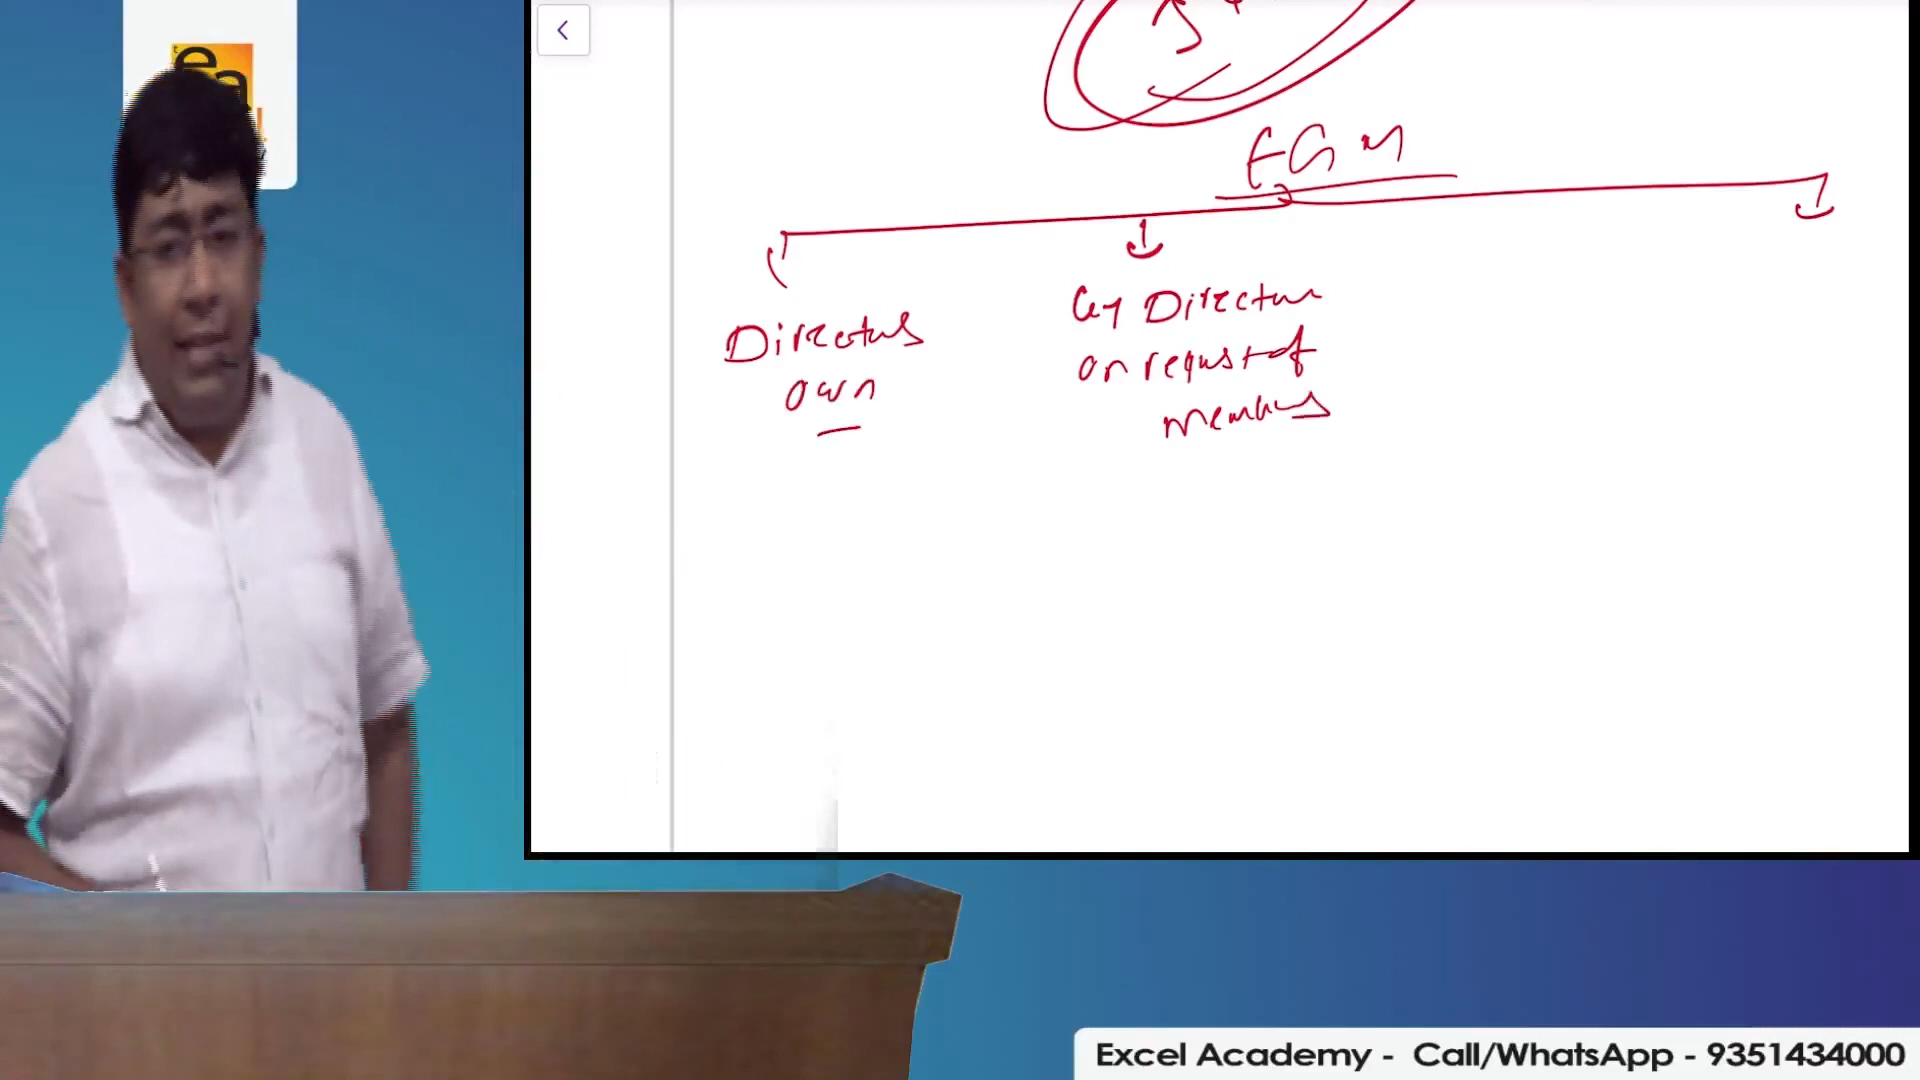 EGM
Directors
own
by Director
on request of
members
Excel Academy - Call/WhatsApp - 9351434000